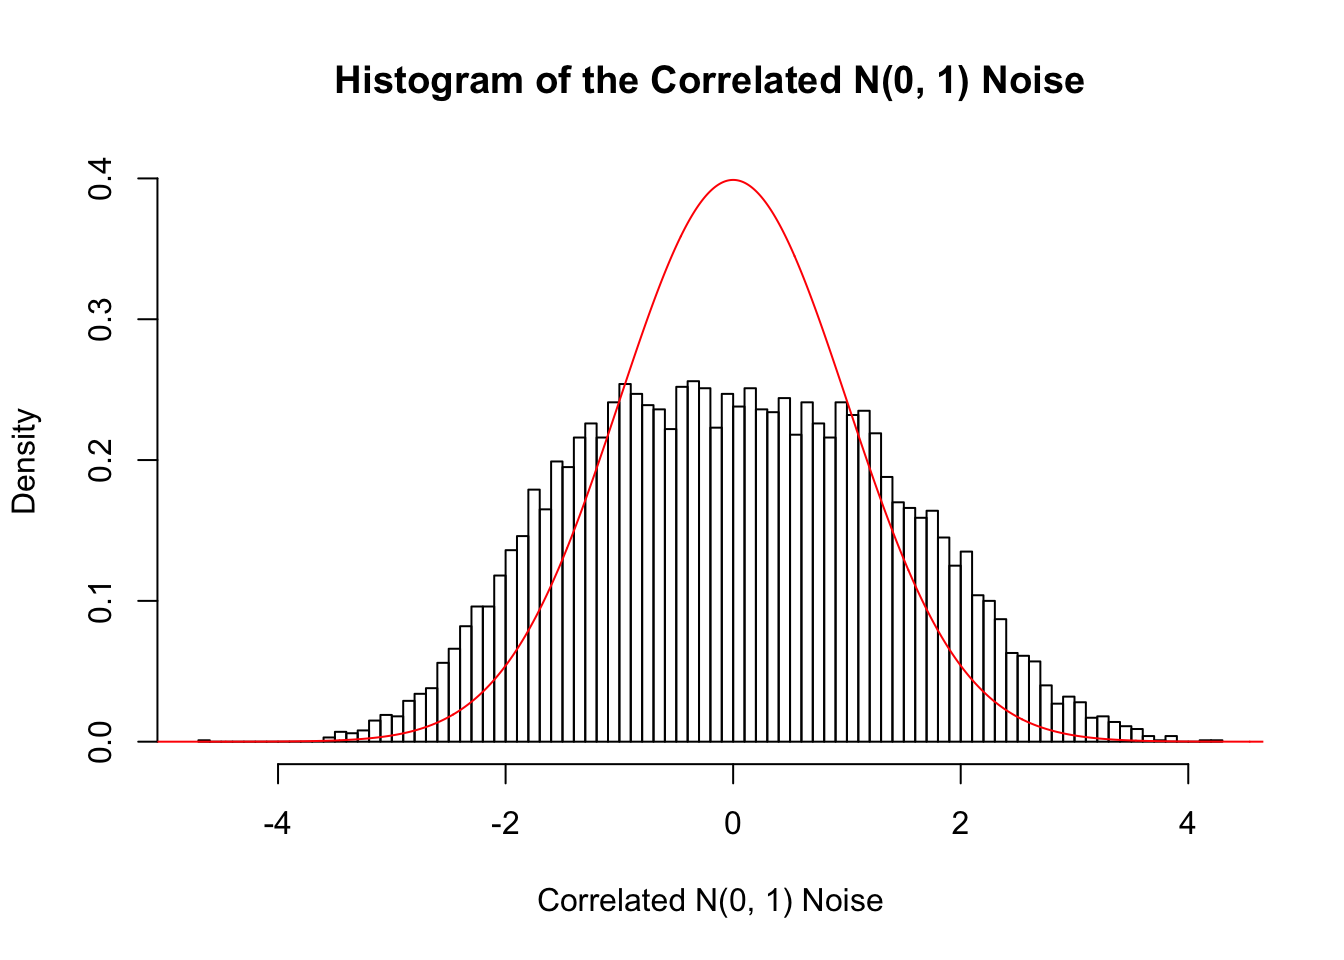 Histogram of the Correlated N(0, 1) Noise
Density
0.4
0.3
0.2
0.1
0.0
-4 -2 0 2 4
Correlated N(0, 1) Noise